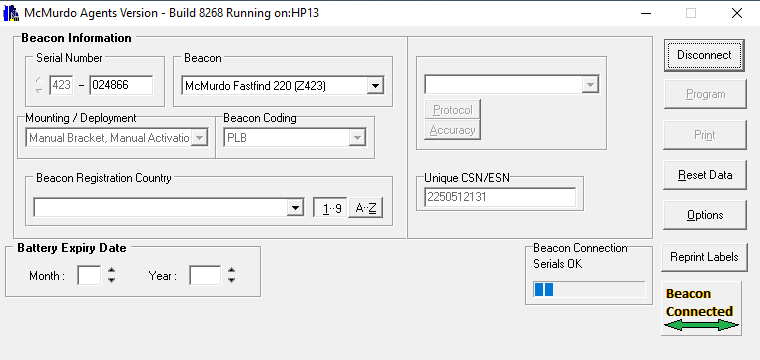 McMurdo Agents Version - Build 8268 Running on:HP13
Beacon Information
Serial Number
423 - 024866
Beacon
McMurdo Fastfind 220 (Z423)
Mounting / Deployment
Manual Bracket, Manual Activatio
Beacon Coding
PLB
Protocol
Accuracy
Beacon Registration Country
1··9
A··Z
Unique CSN/ESN
2250512131
Battery Expiry Date
Month :
Year :
Beacon Connection
Serials OK
Disconnect
Program
Print
Reset Data
Options
Reprint Labels
Beacon
Connected